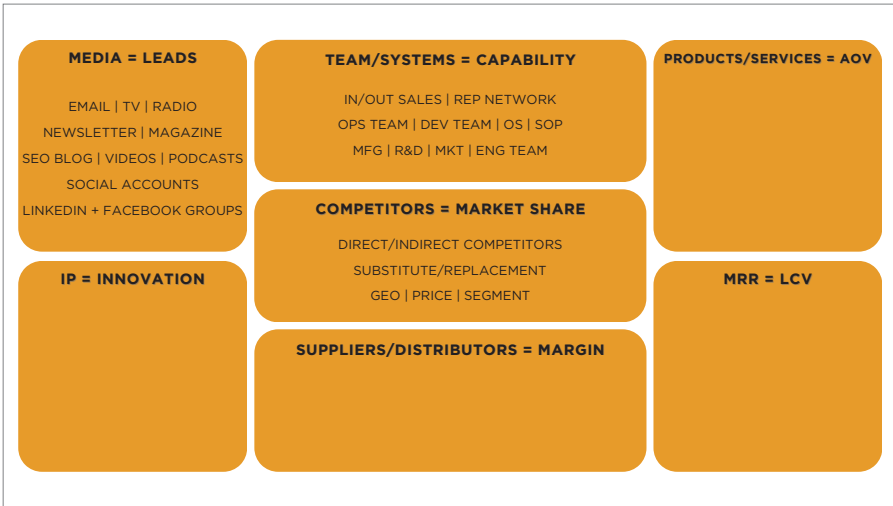 MEDIA = LEADS
EMAIL | TV | RADIO
NEWSLETTER | MAGAZINE
SEO BLOG | VIDEOS | PODCASTS
SOCIAL ACCOUNTS
LINKEDIN + FACEBOOK GROUPS
IP = INNOVATION
TEAM/SYSTEMS = CAPABILITY
IN/OUT SALES | REP NETWORK
OPS TEAM | DEV TEAM | OS | SOP
MFG | R&D | MKT | ENG TEAM
COMPETITORS = MARKET SHARE
DIRECT/INDIRECT COMPETITORS
SUBSTITUTE/REPLACEMENT
GEO | PRICE | SEGMENT
SUPPLIERS/DISTRIBUTORS = MARGIN
PRODUCTS/SERVICES = AOV
MRR = LCV